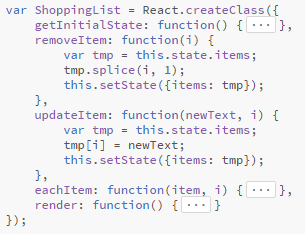 var ShoppingList = React.createClass({
    getInitialState: function() {···},
    removeItem: function(i) {
        var tmp = this.state.items;
        tmp.splice(i, 1);
        this.setState({items: tmp});
    },
    updateItem: function(newText, i) {
        var tmp = this.state.items;
        tmp[i] = newText;
        this.setState({items: tmp});
    },
    eachItem: function(item, i) {···},
    render: function() {···}
});